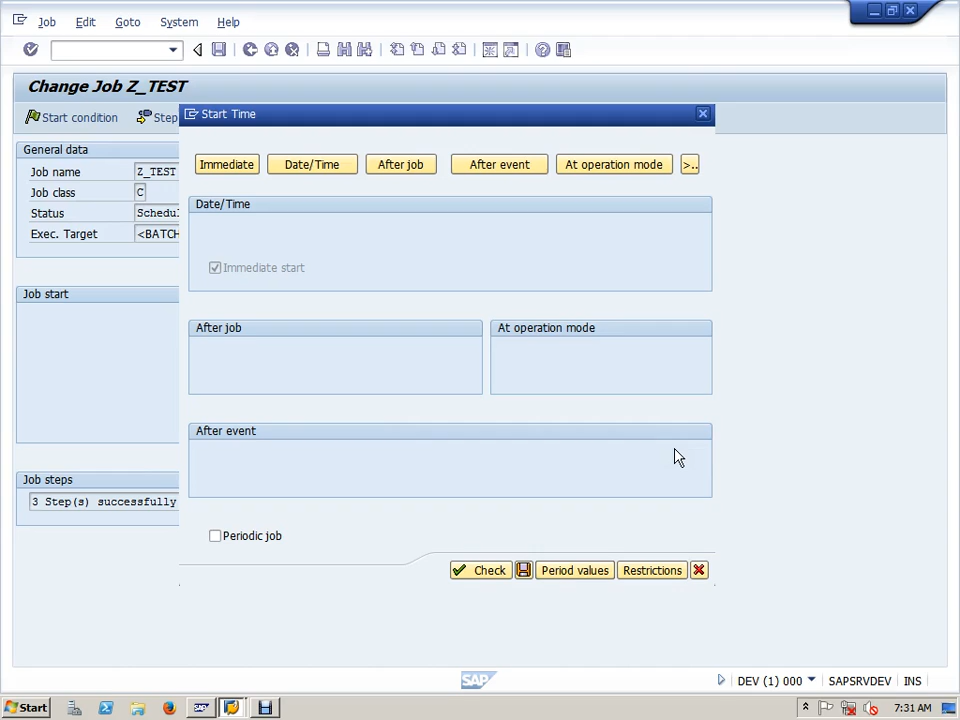 Job Edit Goto System Help
Change Job Z_TEST
Start condition Step
Start Time
General data
Immediate Date/Time After job After event At operation mode >..
Job name Z_TEST
Job class C
Status Schedul
Exec. Target <BATCH
Date/Time
Immediate start
Job start
After job At operation mode
After event
Job steps
3 Step(s) successfully
Periodic job
Check Period values Restrictions
SAP DEV (1) 000 SAPSRVDEV INS
Start 7:31 AM